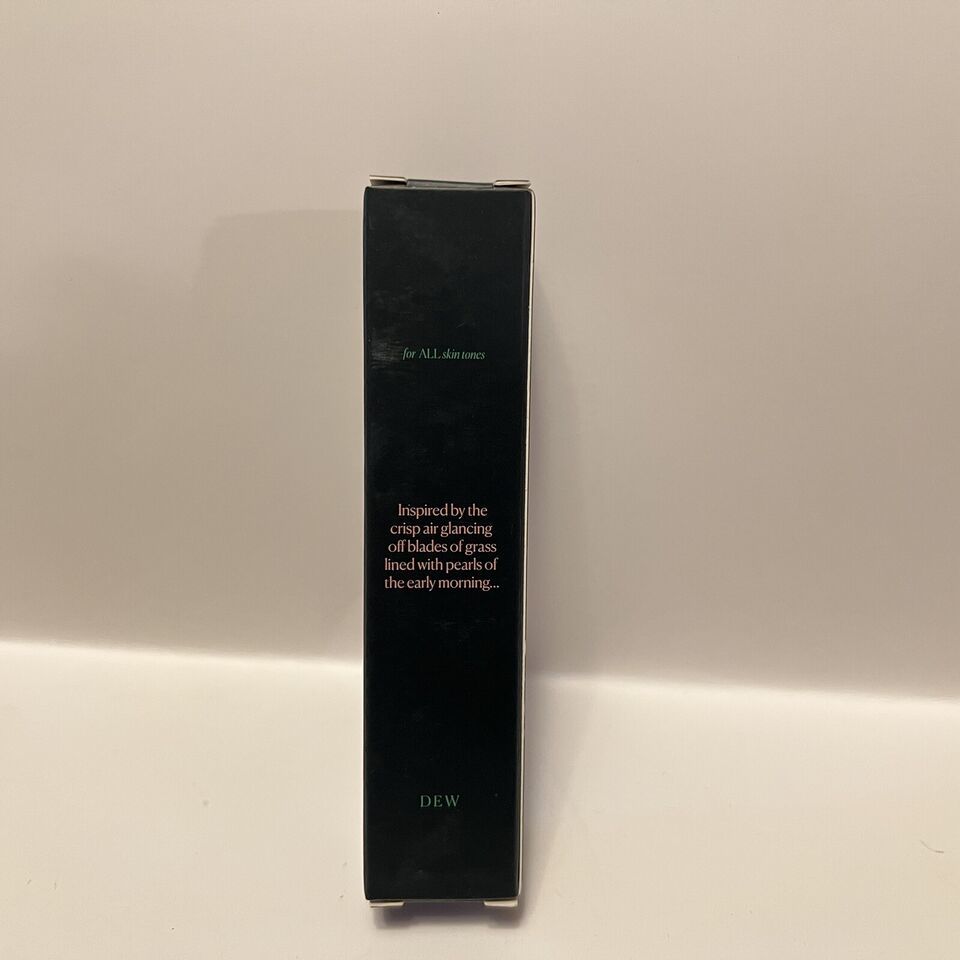 for ALL skin tones
Inspired by the
crisp air glancing
off blades of grass
lined with pearls of
the early morning...
DEW